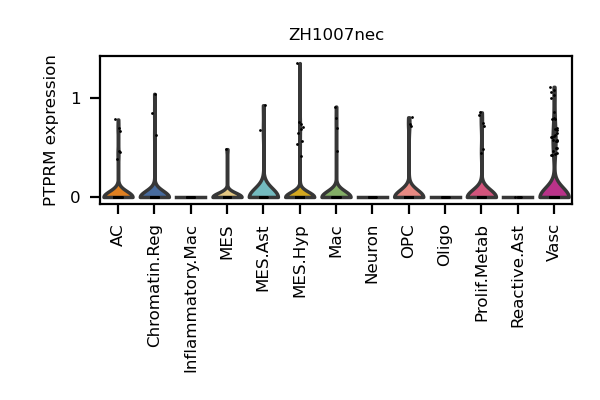 ZH1007nec
PTPRM expression
1
0
AC
Chromatin.Reg
Inflammatory.Mac
MES
MES.Ast
MES.Hyp
Mac
Neuron
OPC
Oligo
Prolif.Metab
Reactive.Ast
Vasc